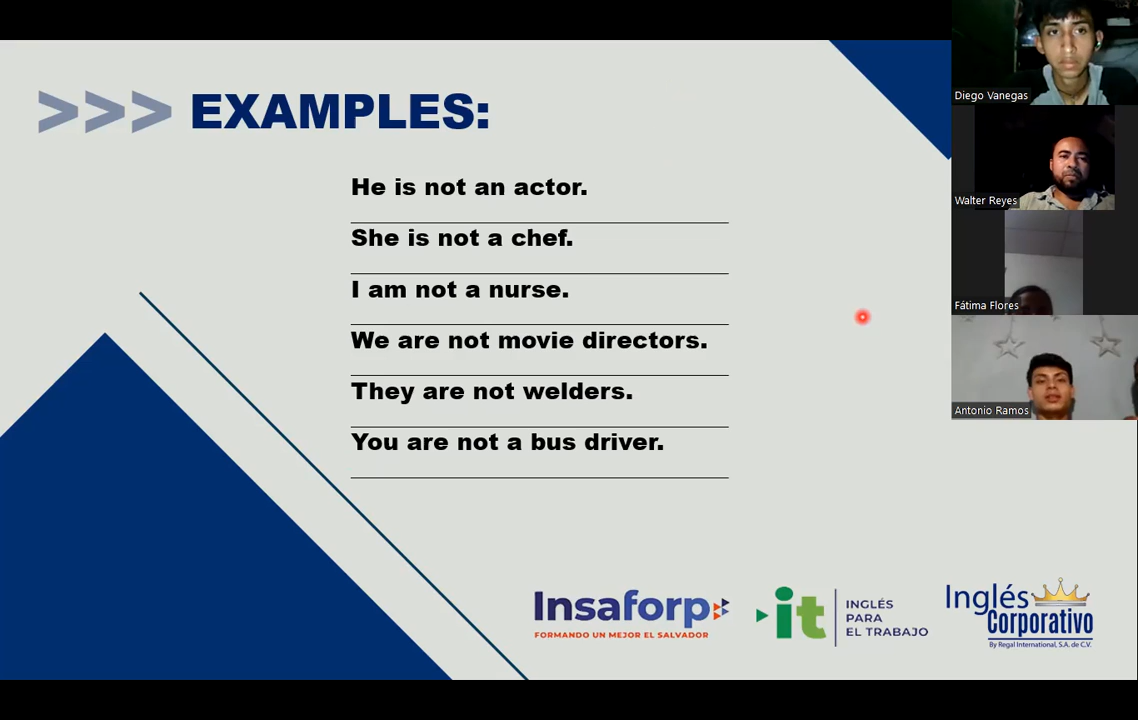 >>> EXAMPLES:
He is not an actor.
She is not a chef.
I am not a nurse.
We are not movie directors.
They are not welders.
You are not a bus driver.
Insaforp
FORMANDO UN MEJOR EL SALVADOR
it
INGLÉS
PARA
EL TRABAJO
Inglés
Corporativo
By Regal International, S.A. de C.V.
Diego Vanegas
Walter Reyes
Fátima Flores
Antonio Ramos